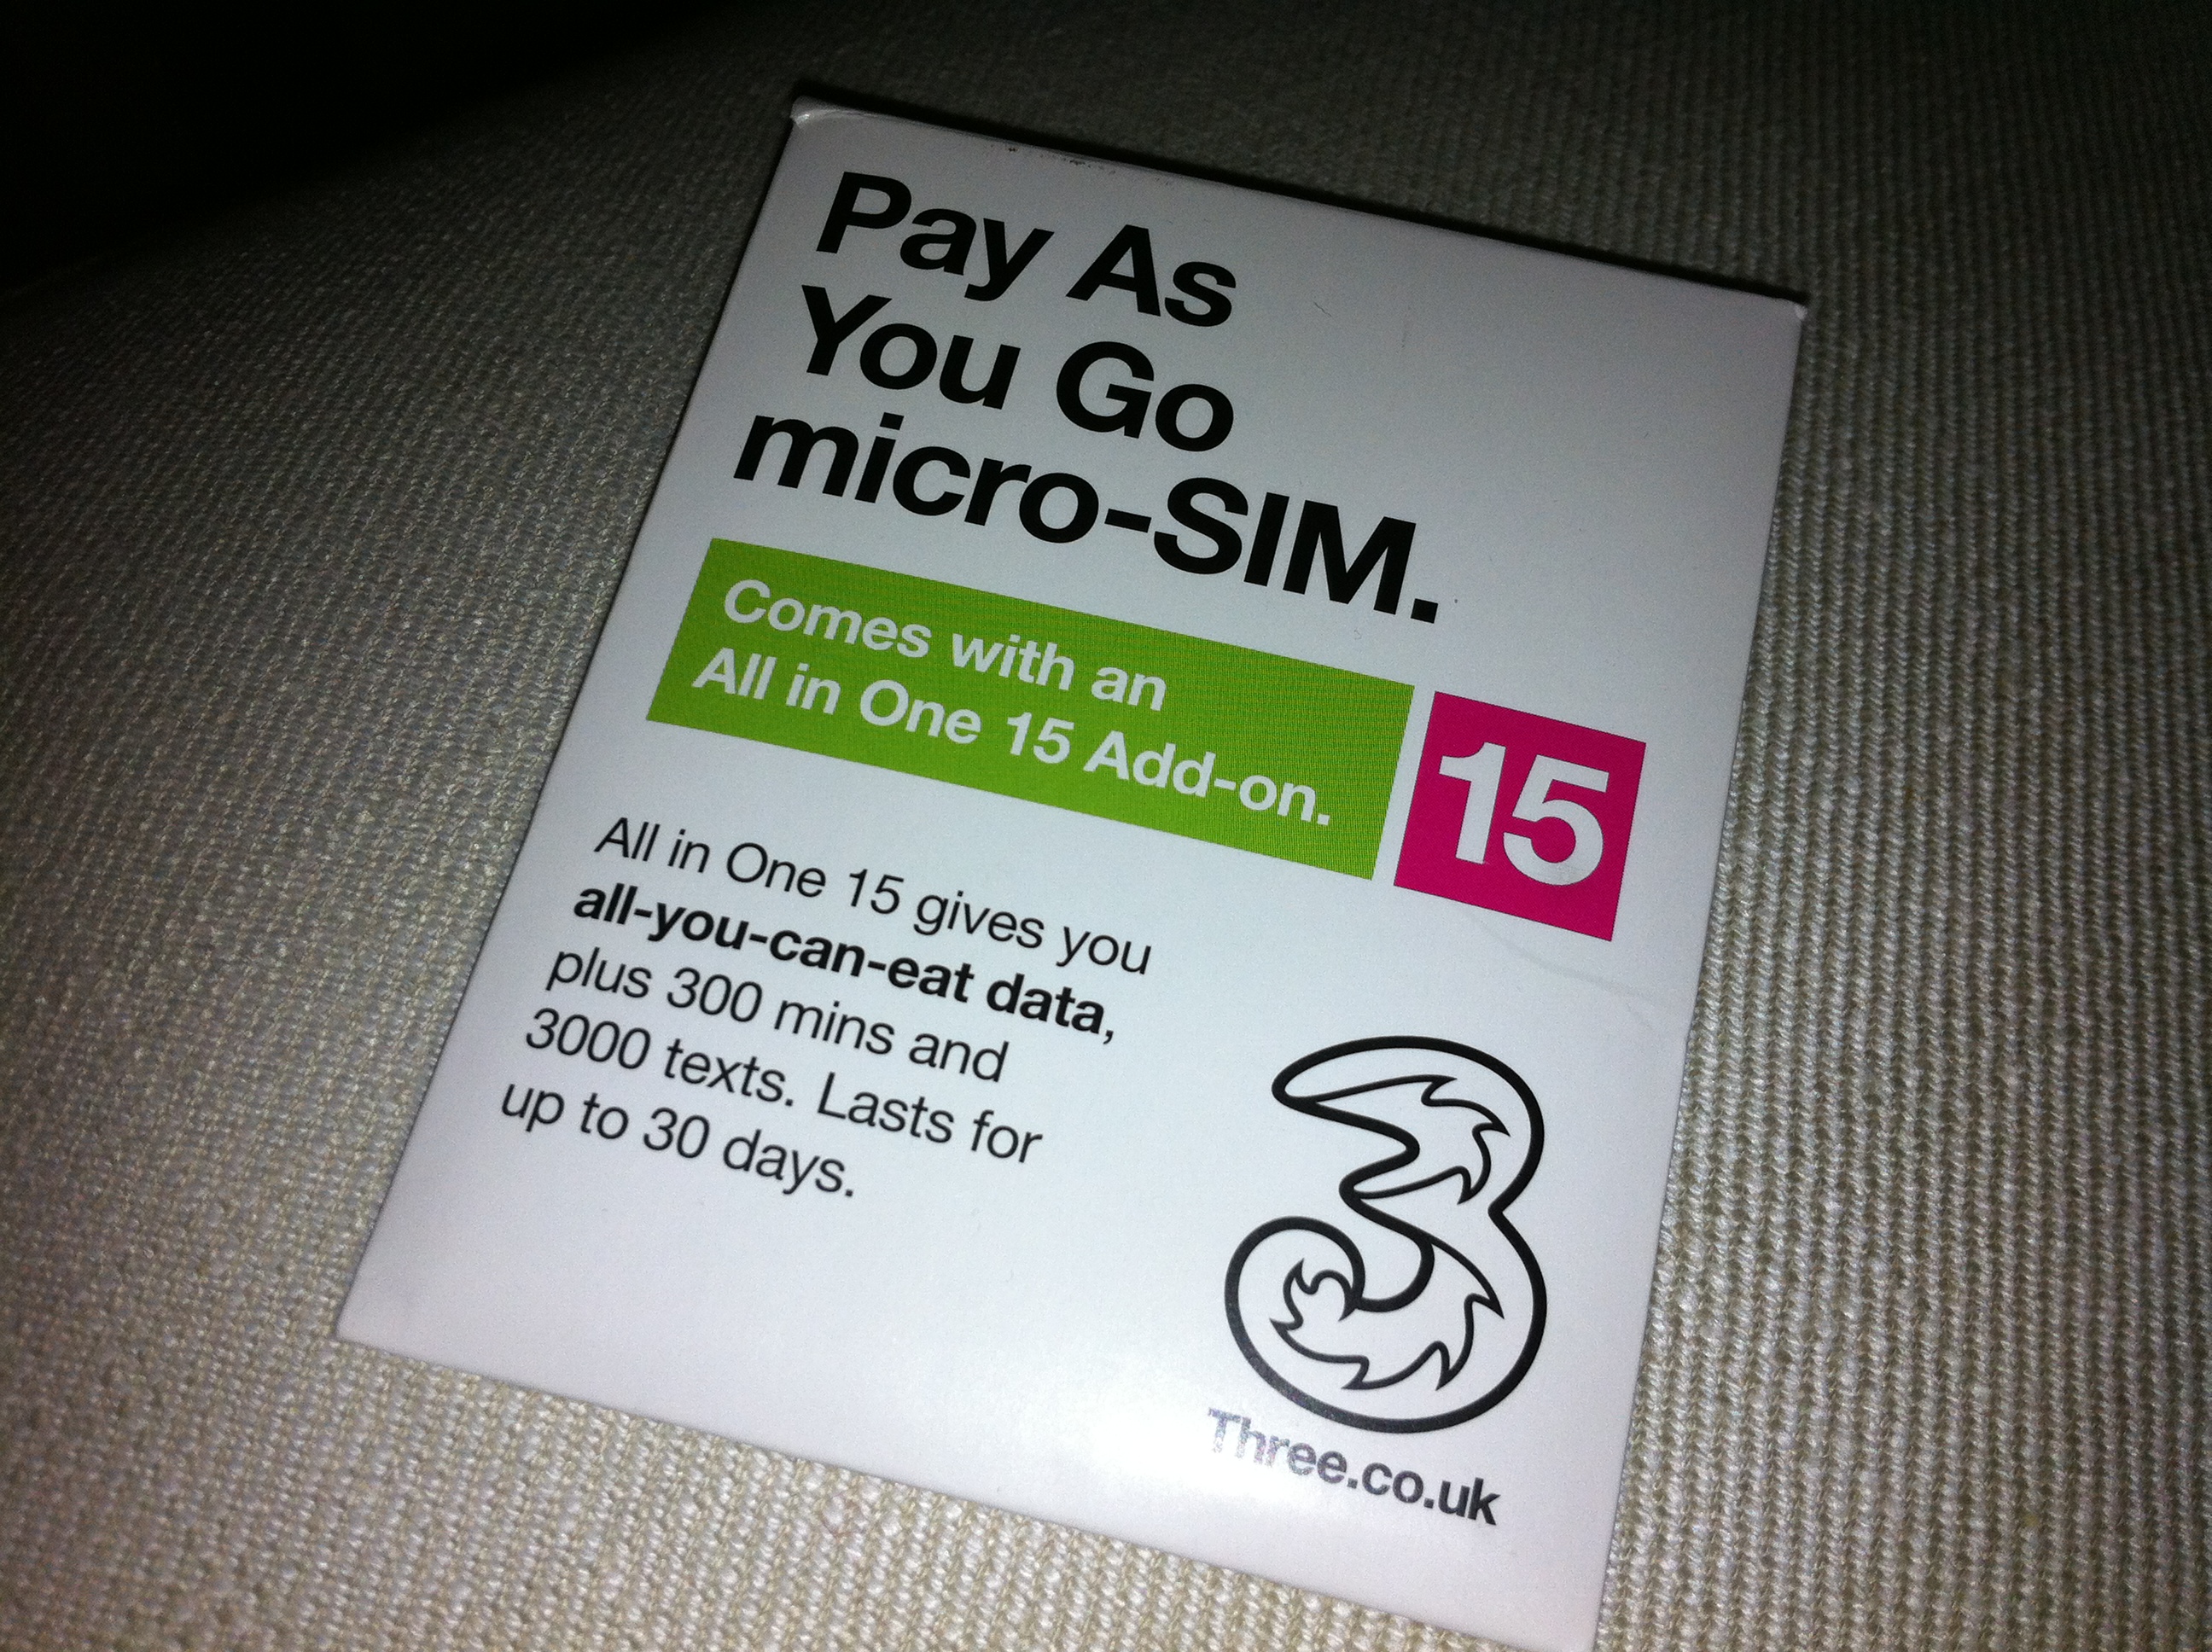 Pay As
You Go
micro-SIM.
Comes with an
All in One 15 Add-on.
15
All in One 15 gives you
all-you-can-eat data,
plus 300 mins and
3000 texts. Lasts for
up to 30 days.
3
Three.co.uk